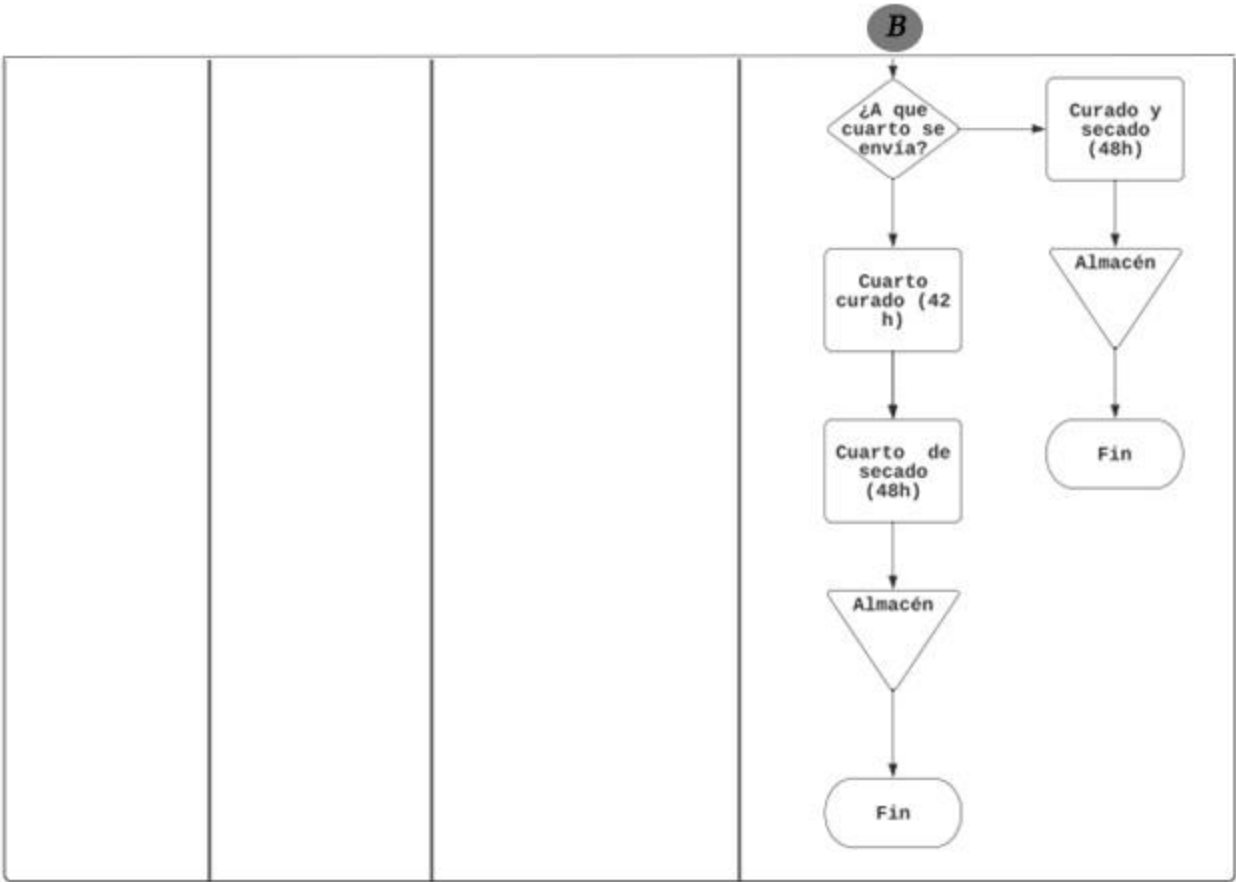 B
¿A que
cuarto se
envía?
Curado y
secado
(48h)
Cuarto
curado (42
h)
Almacén
Cuarto de
secado
(48h)
Fin
Almacén
Fin